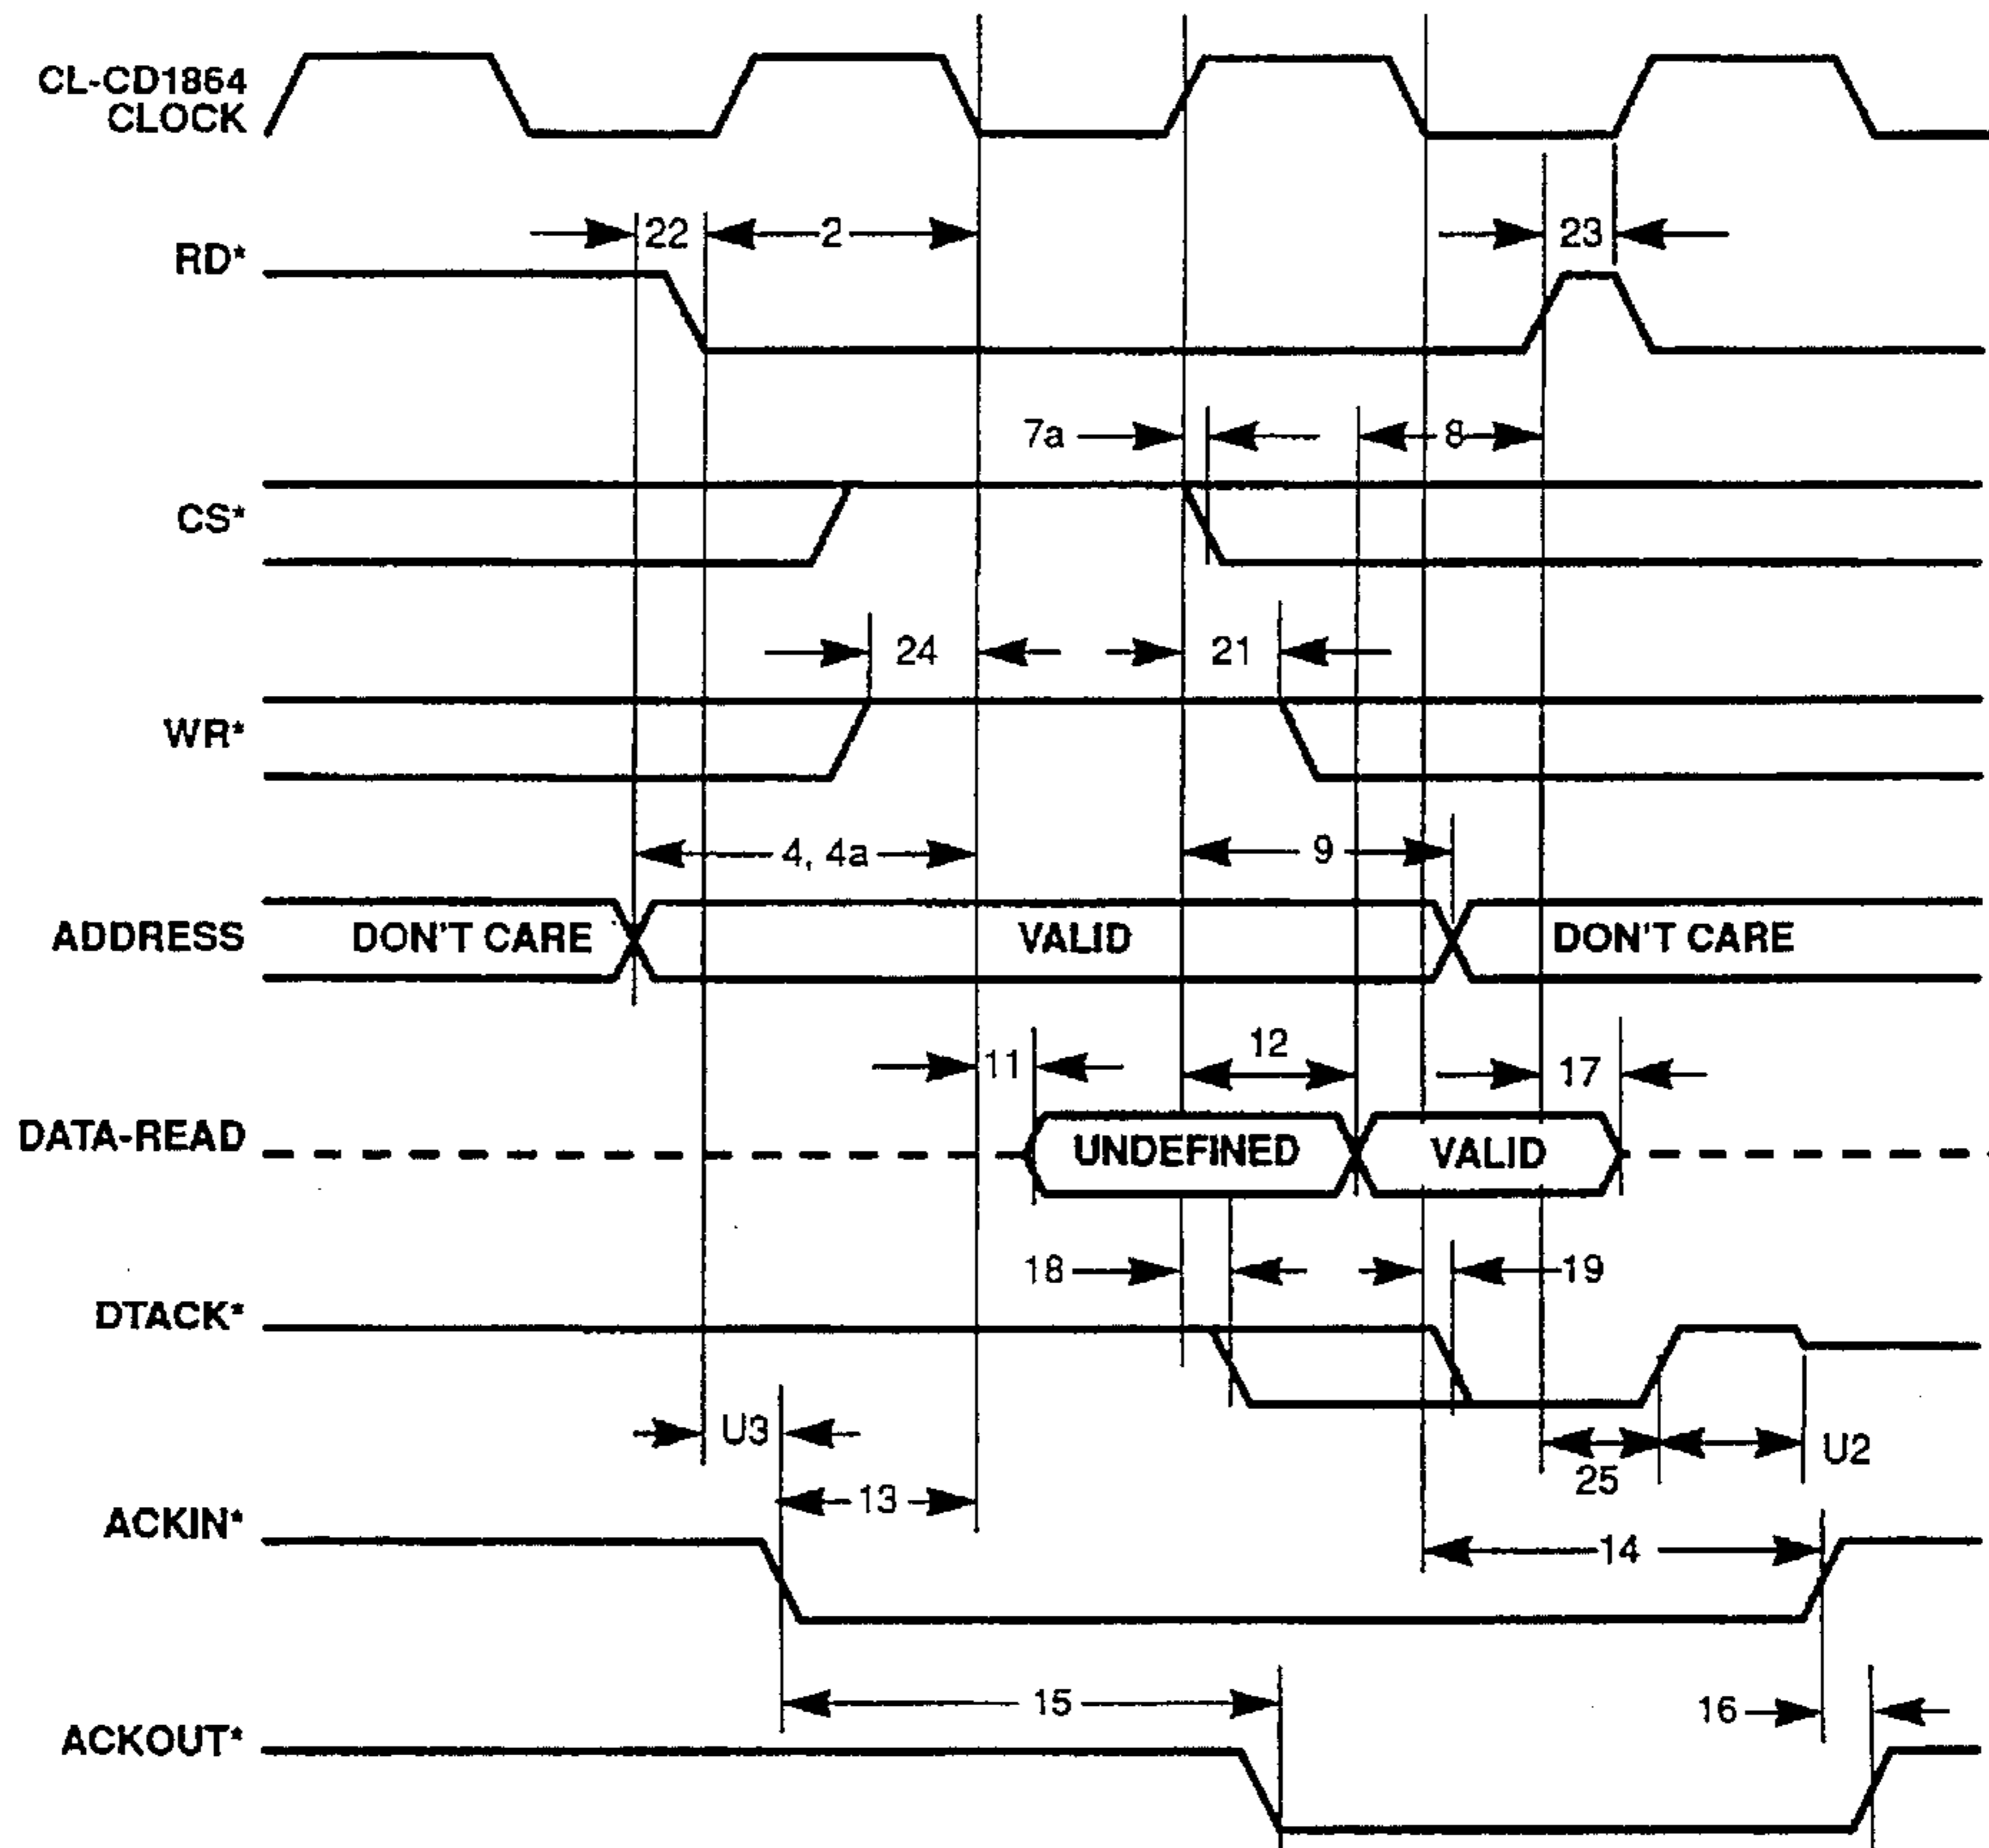 CL-CD1864
CLOCK
22
2
23
RD*
7a
8
CS*
24
21
WR*
4, 4a
9
ADDRESS
DON'T CARE
VALID
DON'T CARE
11
12
17
DATA-READ
UNDEFINED
VALID
18
19
DTACK*
U3
25
U2
13
ACKIN*
14
15
16
ACKOUT*